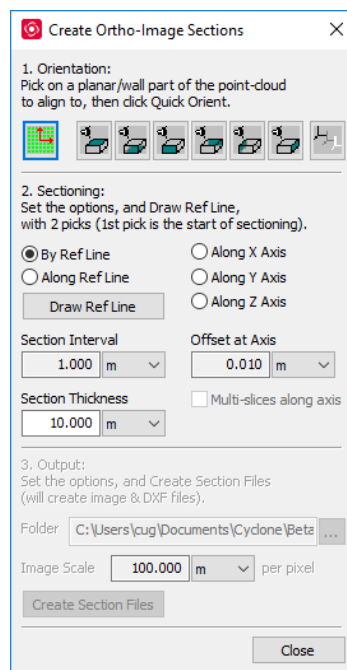 Create Ortho-Image Sections
1. Orientation:
Pick on a planar/wall part of the point-cloud
to align to, then click Quick Orient.
2. Sectioning:
Set the options, and Draw Ref Line,
with 2 picks (1st pick is the start of sectioning).
By Ref Line
Along X Axis
Along Ref Line
Along Y Axis
Draw Ref Line
Along Z Axis
Section Interval
Offset at Axis
1.000 m
0.010 m
Section Thickness
Multi-slices along axis
10.000 m
3. Output:
Set the options, and Create Section Files
(will create image & DXF files).
Folder C:\Users\cug\Documents\Cyclone\Beta ...
Image Scale 100.000 m per pixel
Create Section Files
Close